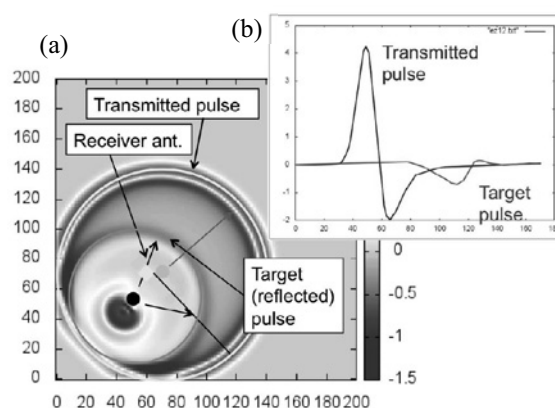 (a)
(b)
"ez12.txt"
Transmitted
pulse
Target
pulse.
5
4
3
2
1
0
-1
-2
0 20 40 60 80 100 120 140 160
200
180
160
140
120
100
80
60
40
20
0
Transmitted pulse
Receiver ant.
Target
(reflected)
pulse
0 20 40 60 80 100 120 140 160 180 200
0
-0.5
-1
-1.5